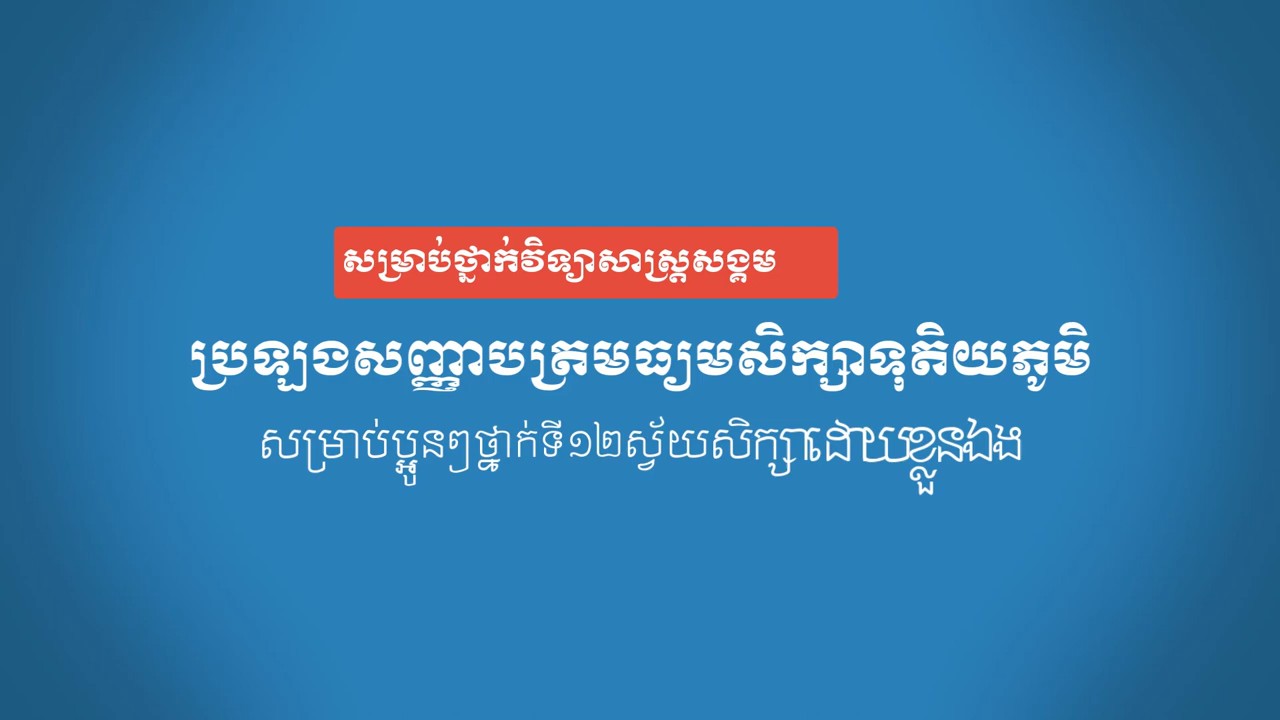 សម្រាប់ថ្នាក់វិទ្យាសាស្ត្រសង្គម
ប្រឡងសញ្ញាបត្រមធ្យមសិក្សាទុតិយភូមិ
សម្រាប់ប្អូនៗថ្នាក់ទី១២ស្វ័យសិក្សាដោយខ្លួនឯង